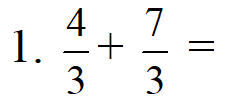 1. 4/3 + 7/3 =